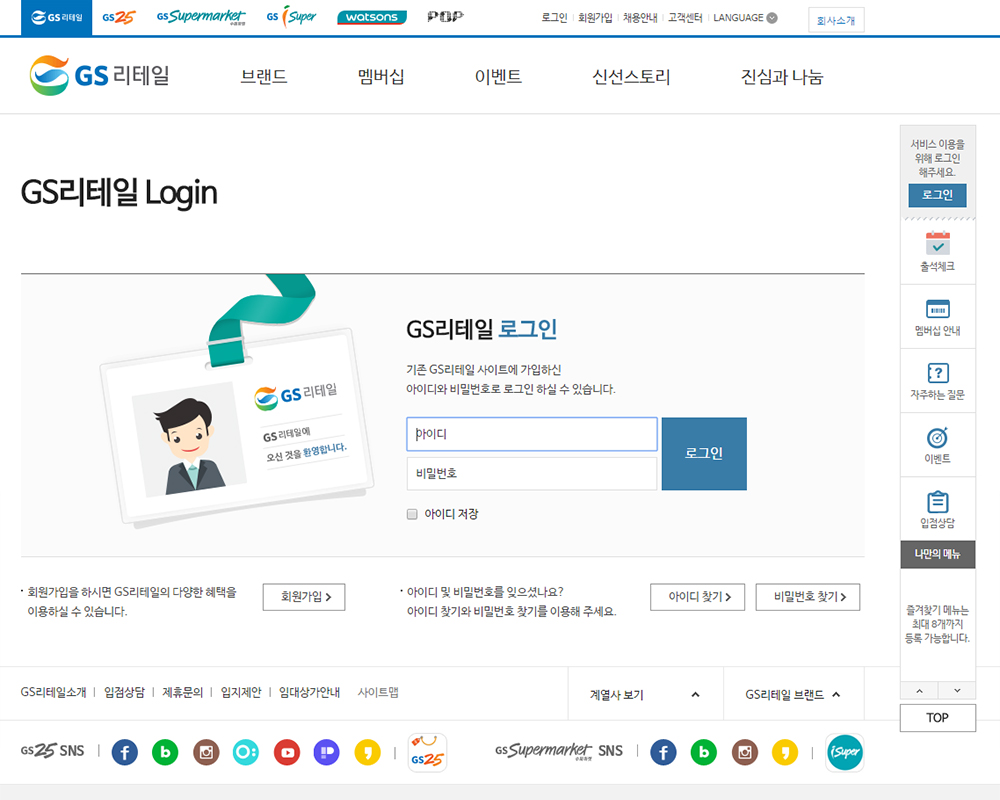 GS리테일 GS25 GS Supermarket 수퍼마켓 GS iSuper watsons POP 로그인 회원가입 채용안내 고객센터 LANGUAGE 회사소개
GS리테일 브랜드 멤버십 이벤트 신선스토리 진심과 나눔
GS리테일 Login
GS리테일
GS리테일에
오신 것을 환영합니다.
GS리테일 로그인
기존 GS리테일 사이트에 가입하신
아이디와 비밀번호로 로그인 하실 수 있습니다.
아이디
비밀번호
로그인
아이디 저장
· 회원가입을 하시면 GS리테일의 다양한 혜택을
이용하실 수 있습니다.
회원가입 >
· 아이디 및 비밀번호를 잊으셨나요?
아이디 찾기와 비밀번호 찾기를 이용해 주세요.
아이디 찾기 >
비밀번호 찾기 >
서비스 이용을
위해 로그인
해주세요.
로그인
출석체크
멤버십 안내
?
자주하는 질문
이벤트
입점상담
나만의 메뉴
즐겨찾기 메뉴는
최대 8개까지
등록 가능합니다.
TOP
GS리테일소개 | 입점상담 | 제휴문의 | 입지제안 | 임대상가안내 사이트맵
계열사 보기
GS리테일 브랜드
GS25 SNS | f b P GS25
GS Supermarket 수퍼마켓 SNS | f b | iSuper